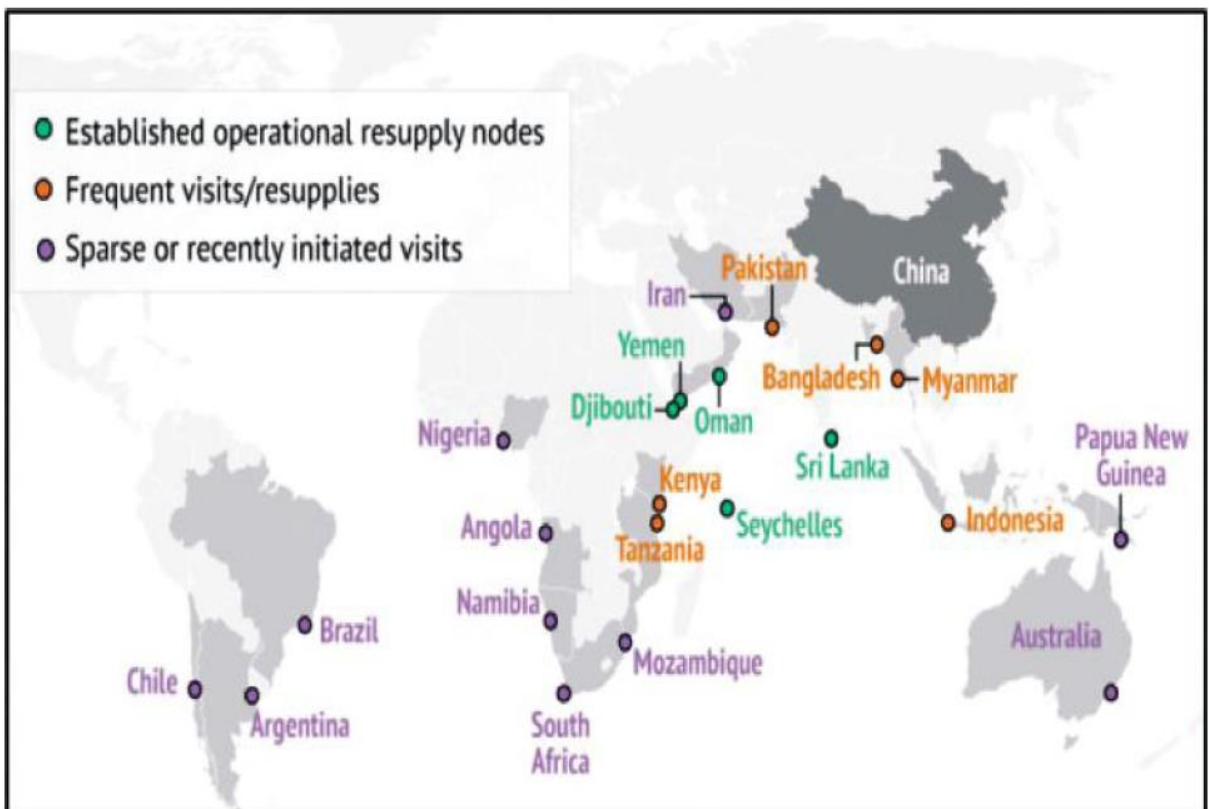 Established operational resupply nodes
Frequent visits/resupplies
Sparse or recently initiated visits
China
Pakistan
Iran
Yemen
Bangladesh
Myanmar
Djibouti
Oman
Nigeria
Sri Lanka
Papua New
Guinea
Kenya
Seychelles
Indonesia
Angola
Tanzania
Namibia
Brazil
Australia
Mozambique
Chile
Argentina
South
Africa